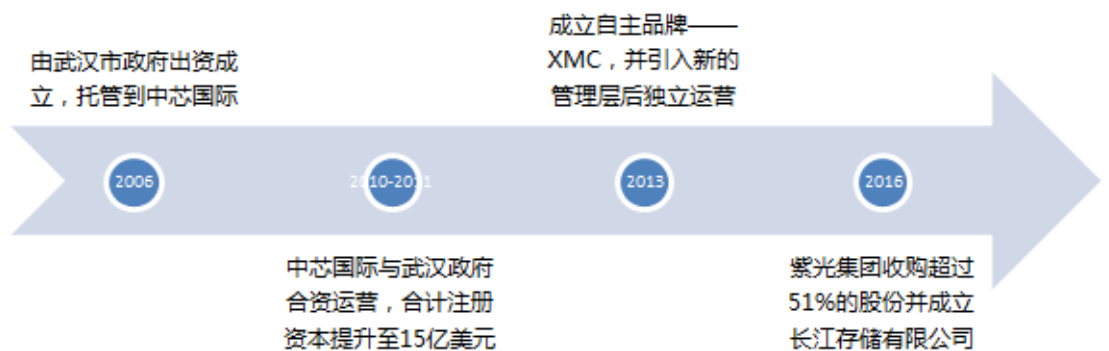 由武汉市政府出资成
立，托管到中芯国际
成立自主品牌——
XMC，并引入新的
管理层后独立运营
2006
2010-2011
2013
2016
中芯国际与武汉政府
合资运营，合计注册
资本提升至15亿美元
紫光集团收购超过
51%的股份并成立
长江存储有限公司